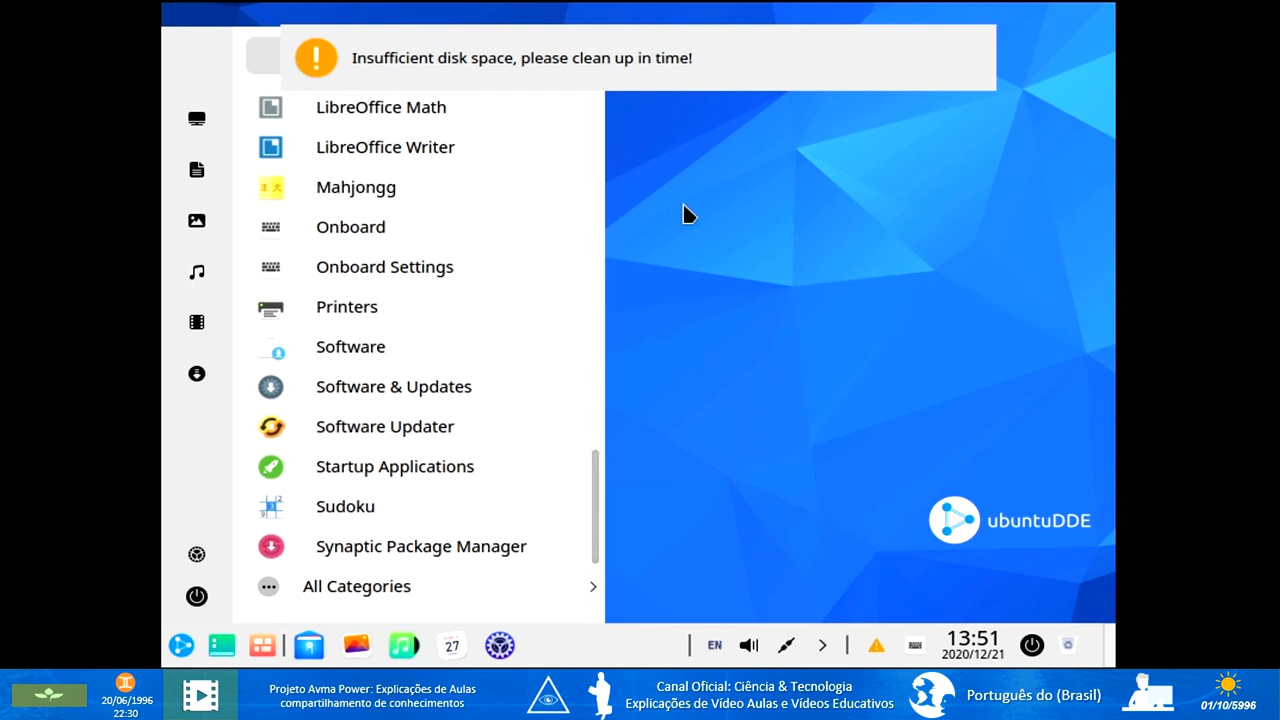 Insufficient disk space, please clean up in time!
LibreOffice Math
LibreOffice Writer
Mahjongg
Onboard
Onboard Settings
Printers
Software
Software & Updates
Software Updater
Startup Applications
Sudoku
Synaptic Package Manager
All Categories
ubuntuDDE
27
EN
13:51
2020/12/21
20/06/1996
22:30
Projeto Avma Power: Explicações de Aulas
compartilhamento de conhecimentos
Canal Oficial: Ciência & Tecnologia
Explicações de Vídeo Aulas e Vídeos Educativos
Português do (Brasil)
01/10/5996